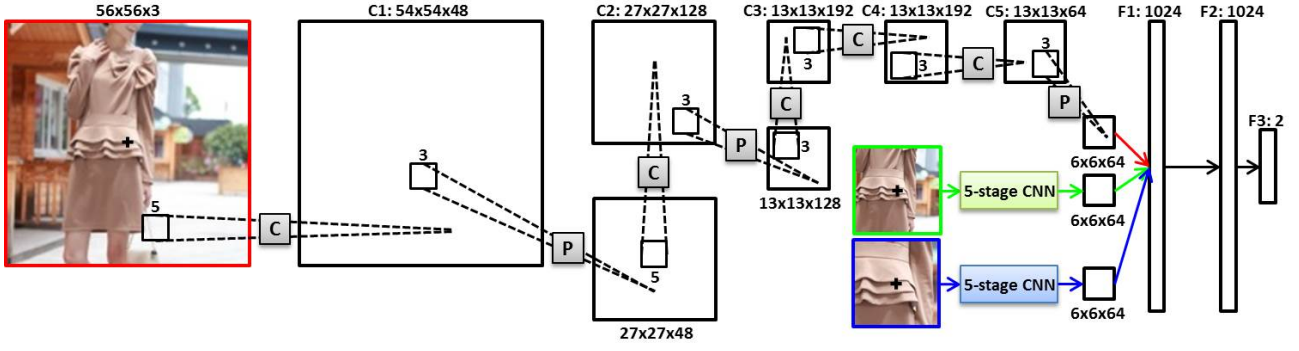 56x56x3
C1: 54x54x48
C2: 27x27x128
C3: 13x13x192
C4: 13x13x192
C5: 13x13x64
F1: 1024
F2: 1024
5
C
3
P
5
27x27x48
C
3
P
3
13x13x128
C
3
C
3
C
3
P
6x6x64
F3: 2
5-stage CNN
6x6x64
5-stage CNN
6x6x64